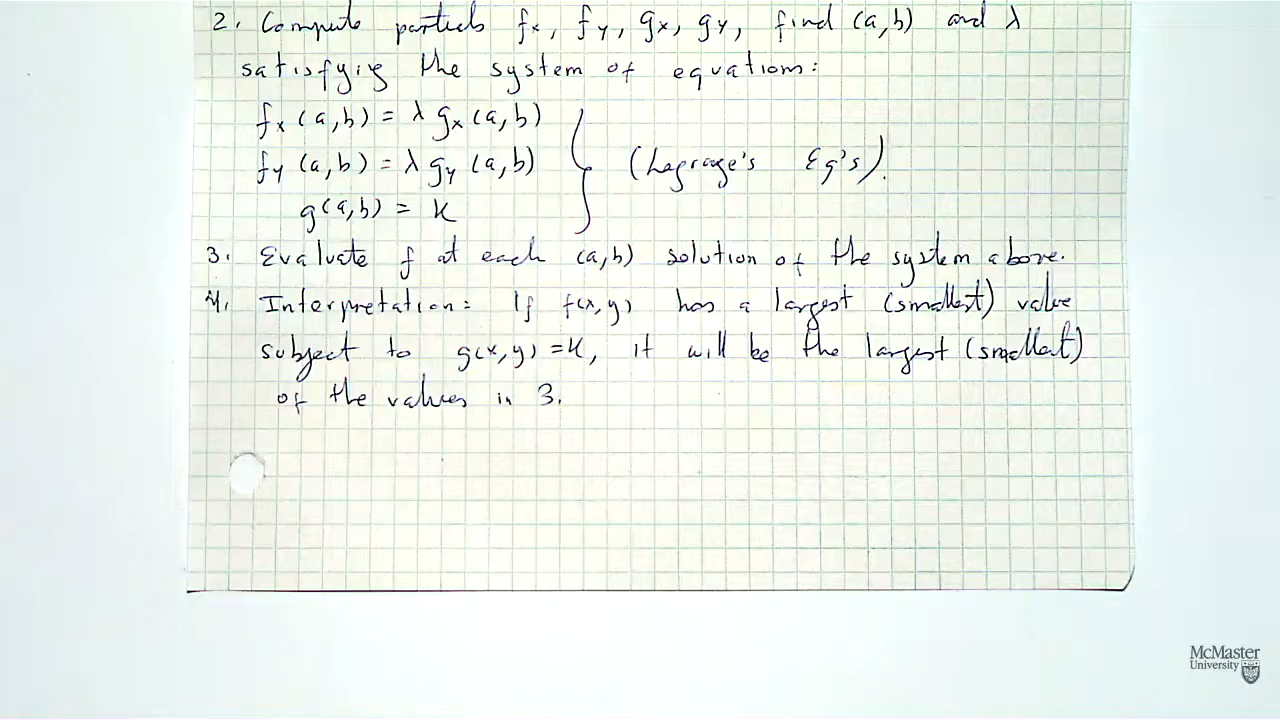 2. Compute partials fx, fy, gx, gy, find (a,b) and λ
satisfying the system of equations:
fx (a,b) = λ gx (a,b)
fy (a,b) = λ gy (a,b)
(Lagrage's Eq's).
g(a,b) = K
3. Evaluate f at each (a,b) solution of the system above.
4. Interpretation: If f(x,y) has a largest (smallest) value
subject to g(x,y) = K, it will be the largest (smallest)
of the values in 3.
McMaster
University